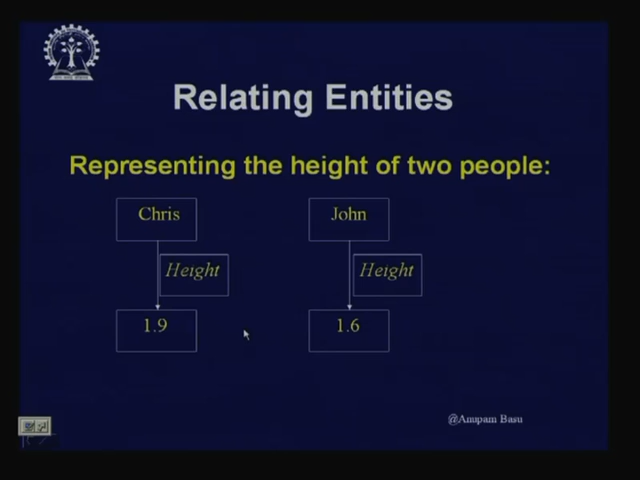 Relating Entities
Representing the height of two people:
Chris John
Height Height
1.9 1.6
@Anupam Basu